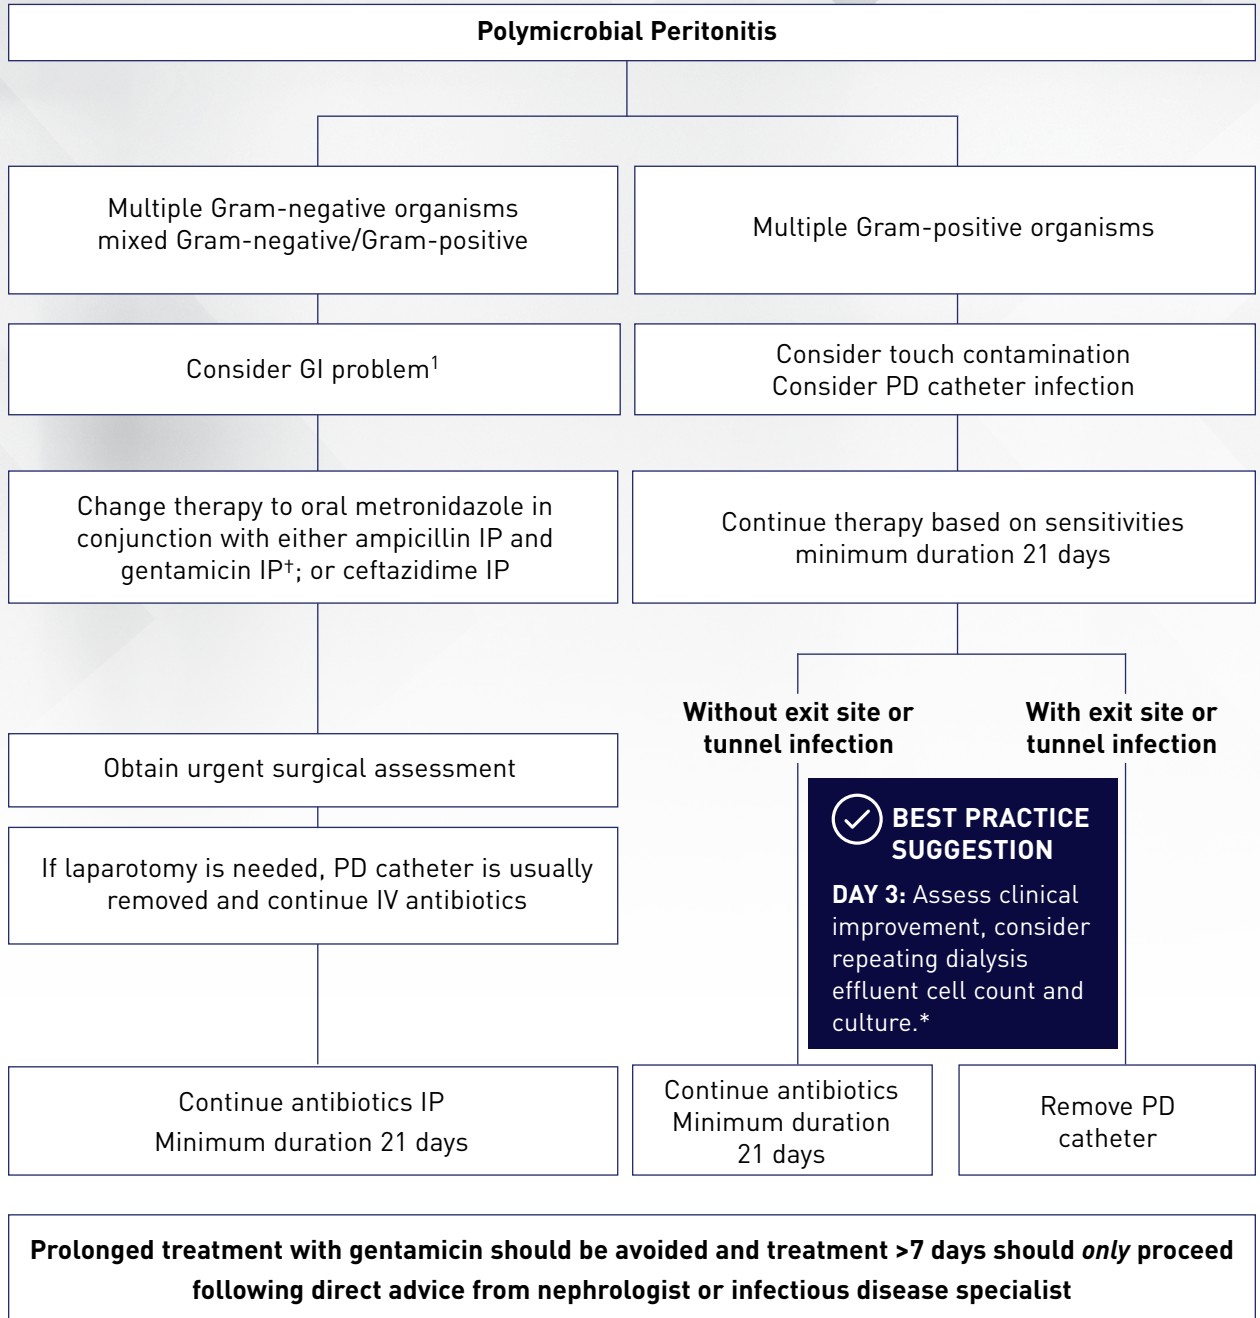 Polymicrobial Peritonitis
Multiple Gram-negative organisms
mixed Gram-negative/Gram-positive
Multiple Gram-positive organisms
Consider GI problem¹
Consider touch contamination
Consider PD catheter infection
Change therapy to oral metronidazole in
conjunction with either ampicillin IP and
gentamicin IP†; or ceftazidime IP
Continue therapy based on sensitivities
minimum duration 21 days
Without exit site or
tunnel infection
With exit site or
tunnel infection
Obtain urgent surgical assessment
If laparotomy is needed, PD catheter is usually
removed and continue IV antibiotics
BEST PRACTICE
SUGGESTION
DAY 3: Assess clinical
improvement, consider
repeating dialysis
effluent cell count and
culture.*
Continue antibiotics IP
Minimum duration 21 days
Continue antibiotics
Minimum duration
21 days
Remove PD
catheter
Prolonged treatment with gentamicin should be avoided and treatment >7 days should only proceed
following direct advice from nephrologist or infectious disease specialist